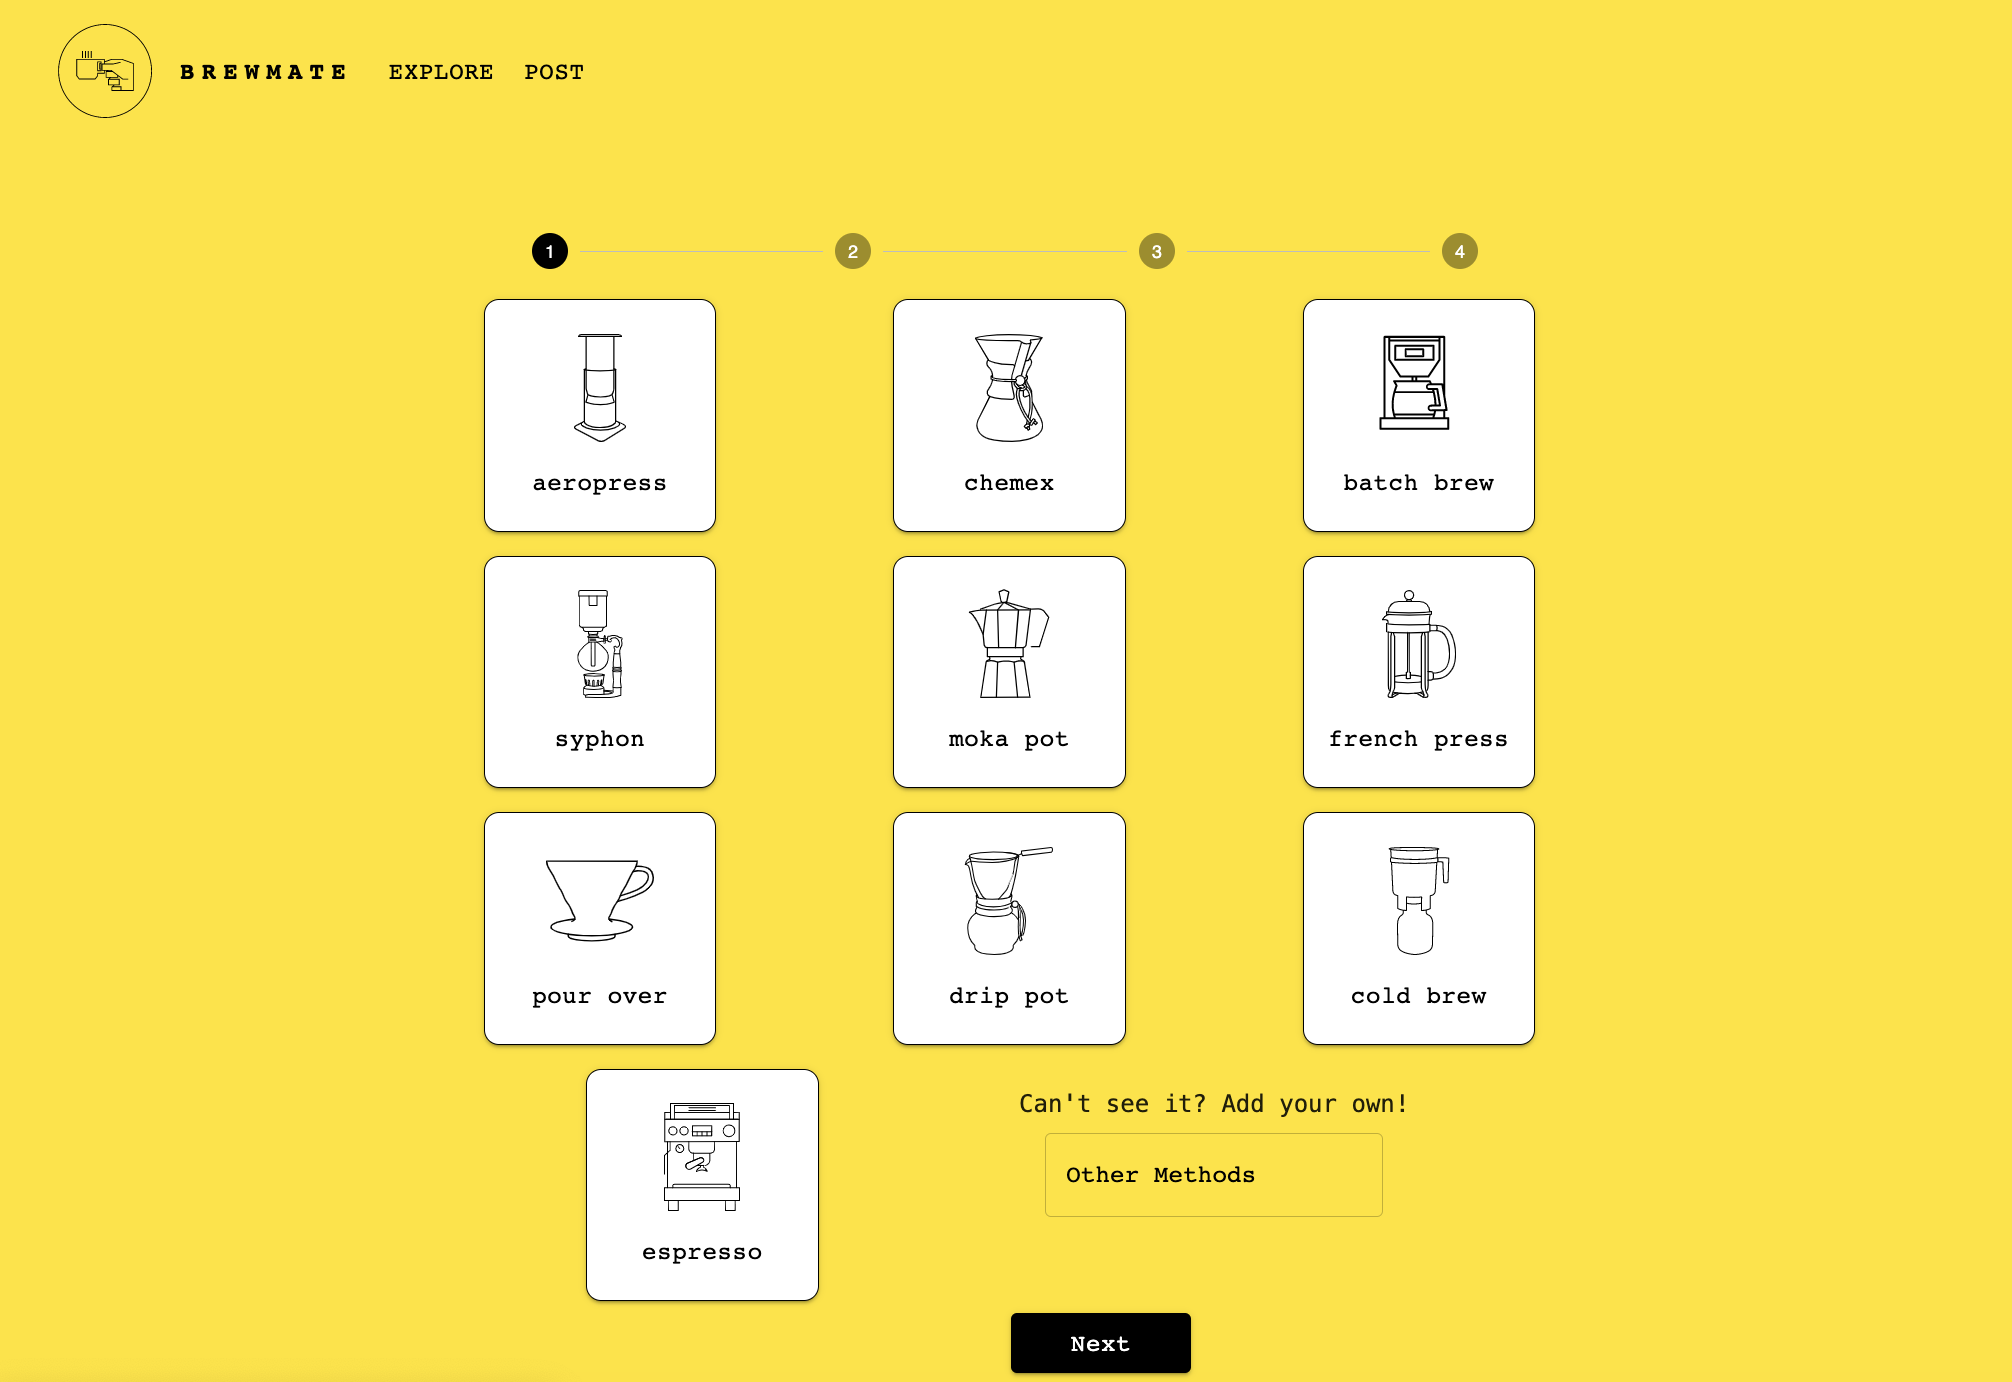 BREWMATE EXPLORE POST
1 2 3 4
aeropress chemex batch brew
syphon moka pot french press
pour over drip pot cold brew
Can't see it? Add your own!
Other Methods
espresso
Next